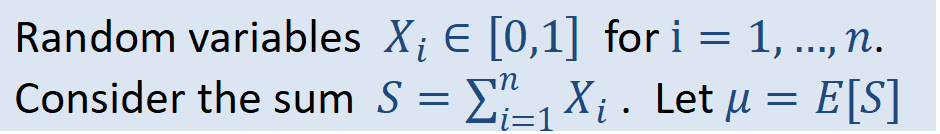 Random variables X_i ∈ [0,1] for i = 1, …, n.
Consider the sum S = ∑_{i=1}^{n} X_i . Let μ = E[S]